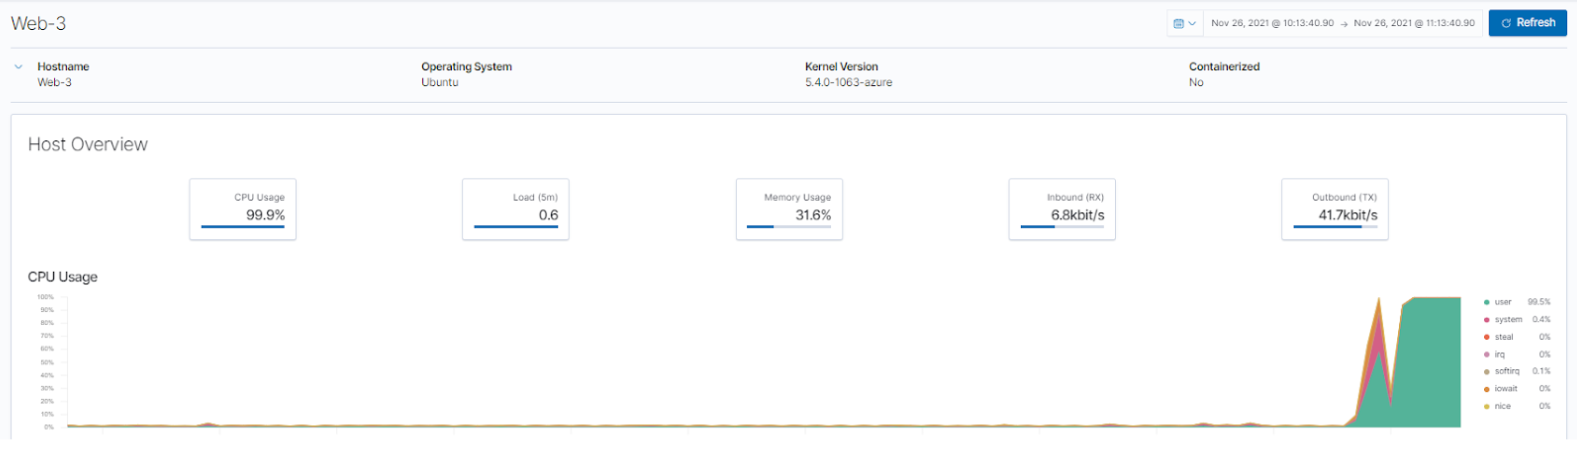 Web-3
Nov 26, 2021 @ 10:13:40.90 → Nov 26, 2021 @ 11:13:40.90
Refresh
Hostname Operating System Kernel Version Containerized
Web-3 Ubuntu 5.4.0-1063-azure No
Host Overview
CPU Usage Load (5m) Memory Usage Inbound (RX) Outbound (TX)
99.9% 0.6 31.6% 6.8kbit/s 41.7kbit/s
CPU Usage
100%
90%
80%
70%
60%
50%
40%
30%
20%
10%
0%
user 99.5%
system 0.4%
steal 0%
irq 0%
softirq 0.1%
iowait 0%
nice 0%